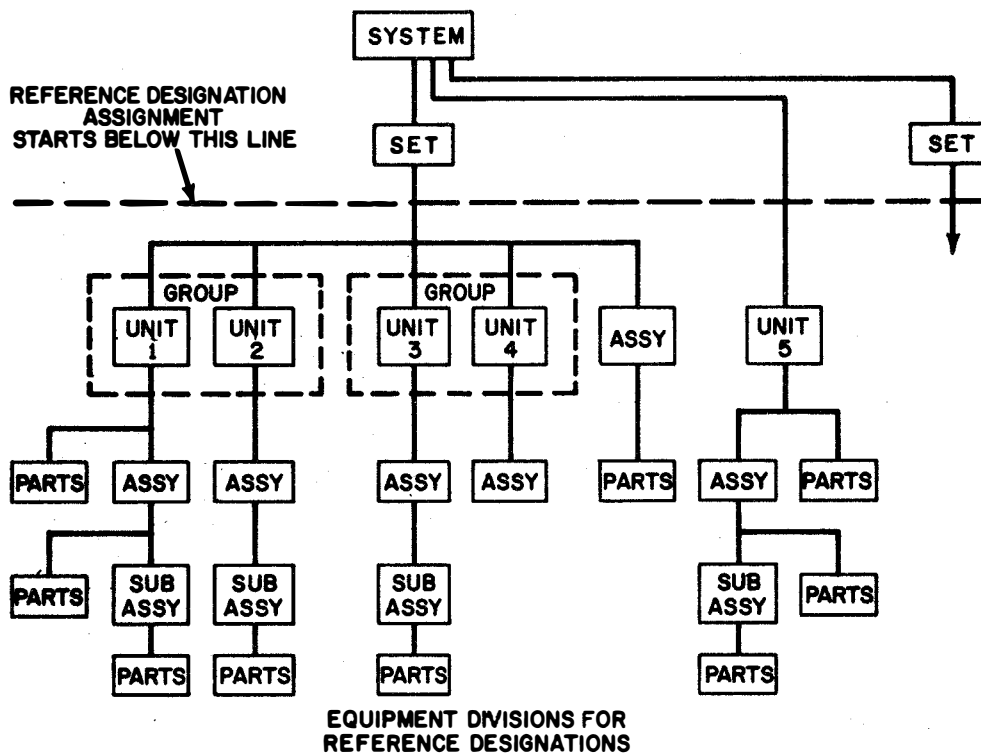 SYSTEM
REFERENCE DESIGNATION
ASSIGNMENT
STARTS BELOW THIS LINE
SET
SET
GROUP
GROUP
UNIT
1
UNIT
2
UNIT
3
UNIT
4
ASSY
UNIT
5
PARTS
ASSY
ASSY
ASSY
ASSY
PARTS
ASSY
PARTS
PARTS
SUB
ASSY
SUB
ASSY
SUB
ASSY
SUB
ASSY
PARTS
PARTS
PARTS
PARTS
PARTS
EQUIPMENT DIVISIONS FOR
REFERENCE DESIGNATIONS